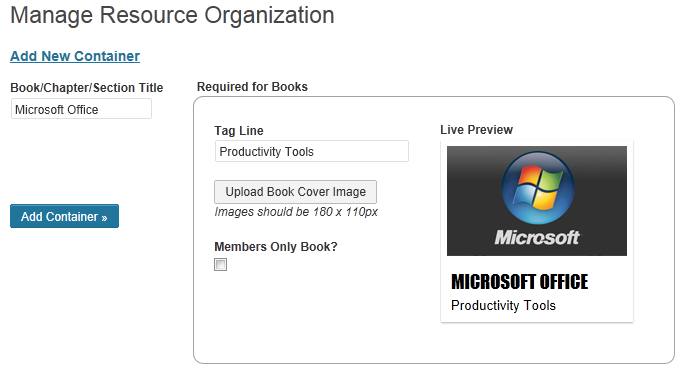 Manage Resource Organization
Add New Container
Book/Chapter/Section Title
Microsoft Office
Add Container »
Required for Books
Tag Line
Productivity Tools
Upload Book Cover Image
Images should be 180 x 110px
Members Only Book?
Live Preview
Microsoft
MICROSOFT OFFICE
Productivity Tools